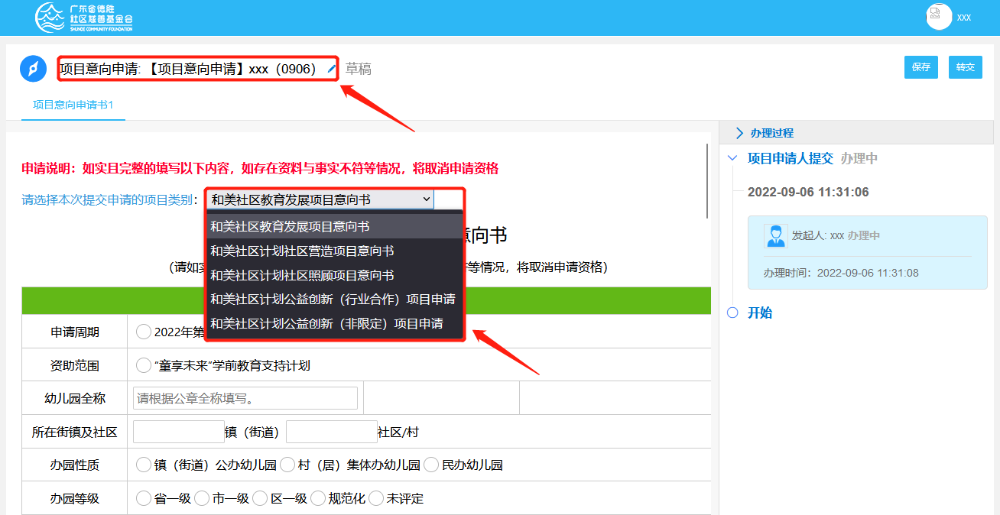 广东省德胜
社区慈善基金会
SHUNDE COMMUNITY FOUNDATION
xxx
项目意向申请: 【项目意向申请】xxx（0906） 草稿
保存 转交
项目意向申请书1
办理过程
项目申请人提交 办理中
2022-09-06 11:31:06
发起人: xxx 办理中
办理时间：2022-09-06 11:31:08
开始
申请说明：如实且完整的填写以下内容，如存在资料与事实不符等情况，将取消申请资格
请选择本次提交申请的项目类别： 和美社区教育发展项目意向书
和美社区教育发展项目意向书
和美社区计划社区营造项目意向书
和美社区计划社区照顾项目意向书
和美社区计划公益创新（行业合作）项目申请
和美社区计划公益创新（非限定）项目申请
意向书
（请如实 等情况，将取消申请资格）
申请周期 2022年第
资助范围 “童享未来”学前教育支持计划
幼儿园全称 请根据公章全称填写。
所在街镇及社区 镇（街道） 社区/村
办园性质 镇（街道）公办幼儿园 村（居）集体办幼儿园 民办幼儿园
办园等级 省一级 市一级 区一级 规范化 未评定